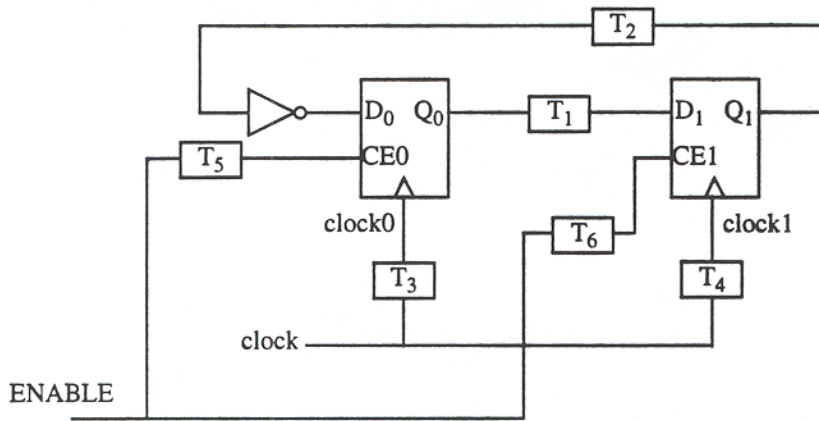 T2
D0 Q0
T1
D1 Q1
T5
CE0
CE1
clock0
T6
clock1
T3
T4
clock
ENABLE